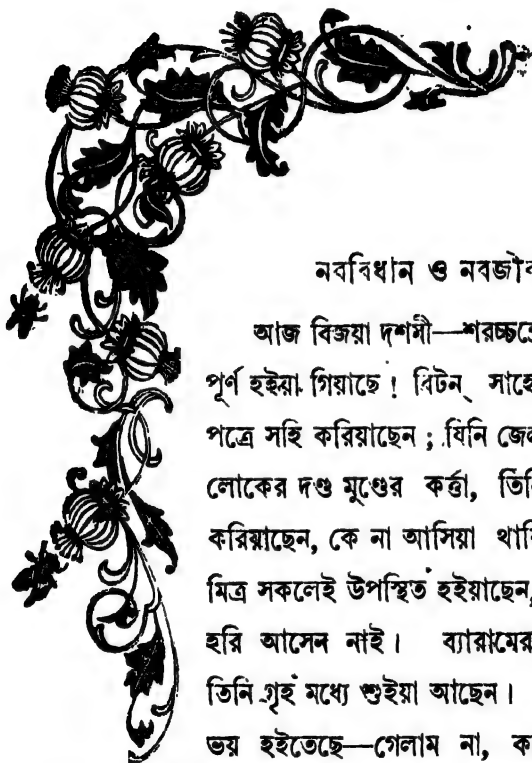 নববিধান ও নবজীব
আজ বিজয়া দশমী—শরচ্চন্দ্রে
পূর্ণ হইয়া গিয়াছে! বিটন্ সাহে
পত্রে সহি করিয়াছেন; যিনি জেল
লোকের দণ্ড মুণ্ডের কর্ত্তা, তিনি
করিয়াছেন, কে না আসিয়া থাকি
মিত্র সকলেই উপস্থিত হইয়াছেন,
হরি আসেন নাই। ব্যারামের
তিনি গৃহ মধ্যে শুইয়া আছেন।
ভয় হইতেছে—গেলাম না, ক